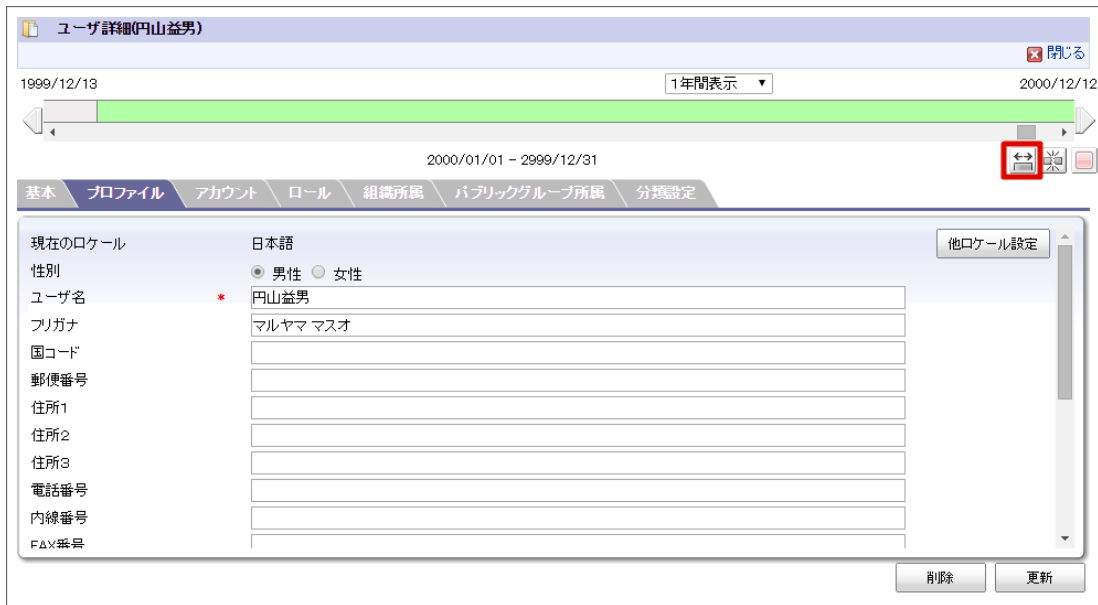 ユーザ詳細(円山益男)
閉じる
1999/12/13 1年間表示 2000/12/12
2000/01/01 - 2999/12/31
基本 プロファイル アカウント ロール 組織所属 パブリックグループ所属 分類設定
現在のロケール 日本語 他ロケール設定
性別 男性 女性
ユーザ名 * 円山益男
フリガナ マルヤマ マスオ
国コード
郵便番号
住所1
住所2
住所3
電話番号
内線番号
FAX番号
削除 更新